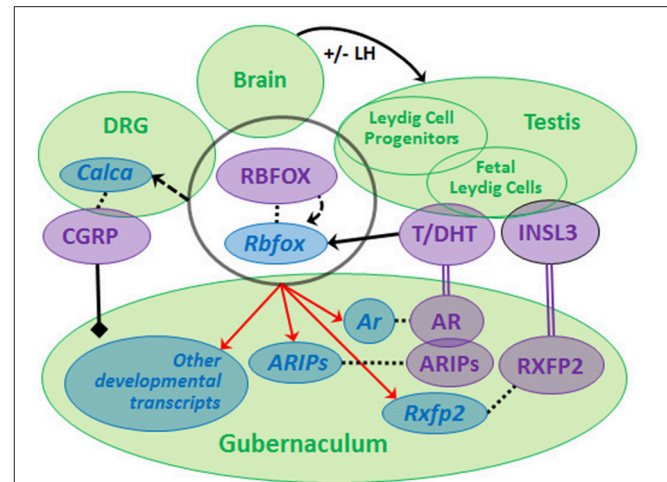 +/- LH
Brain
DRG
Leydig Cell
Progenitors
Testis
Fetal
Leydig Cells
Calca
RBFOX
CGRP
Rbfox
T/DHT
INSL3
Ar
AR
Other
developmental
transcripts
ARIPs
ARIPs
RXFP2
Rxfp2
Gubernaculum